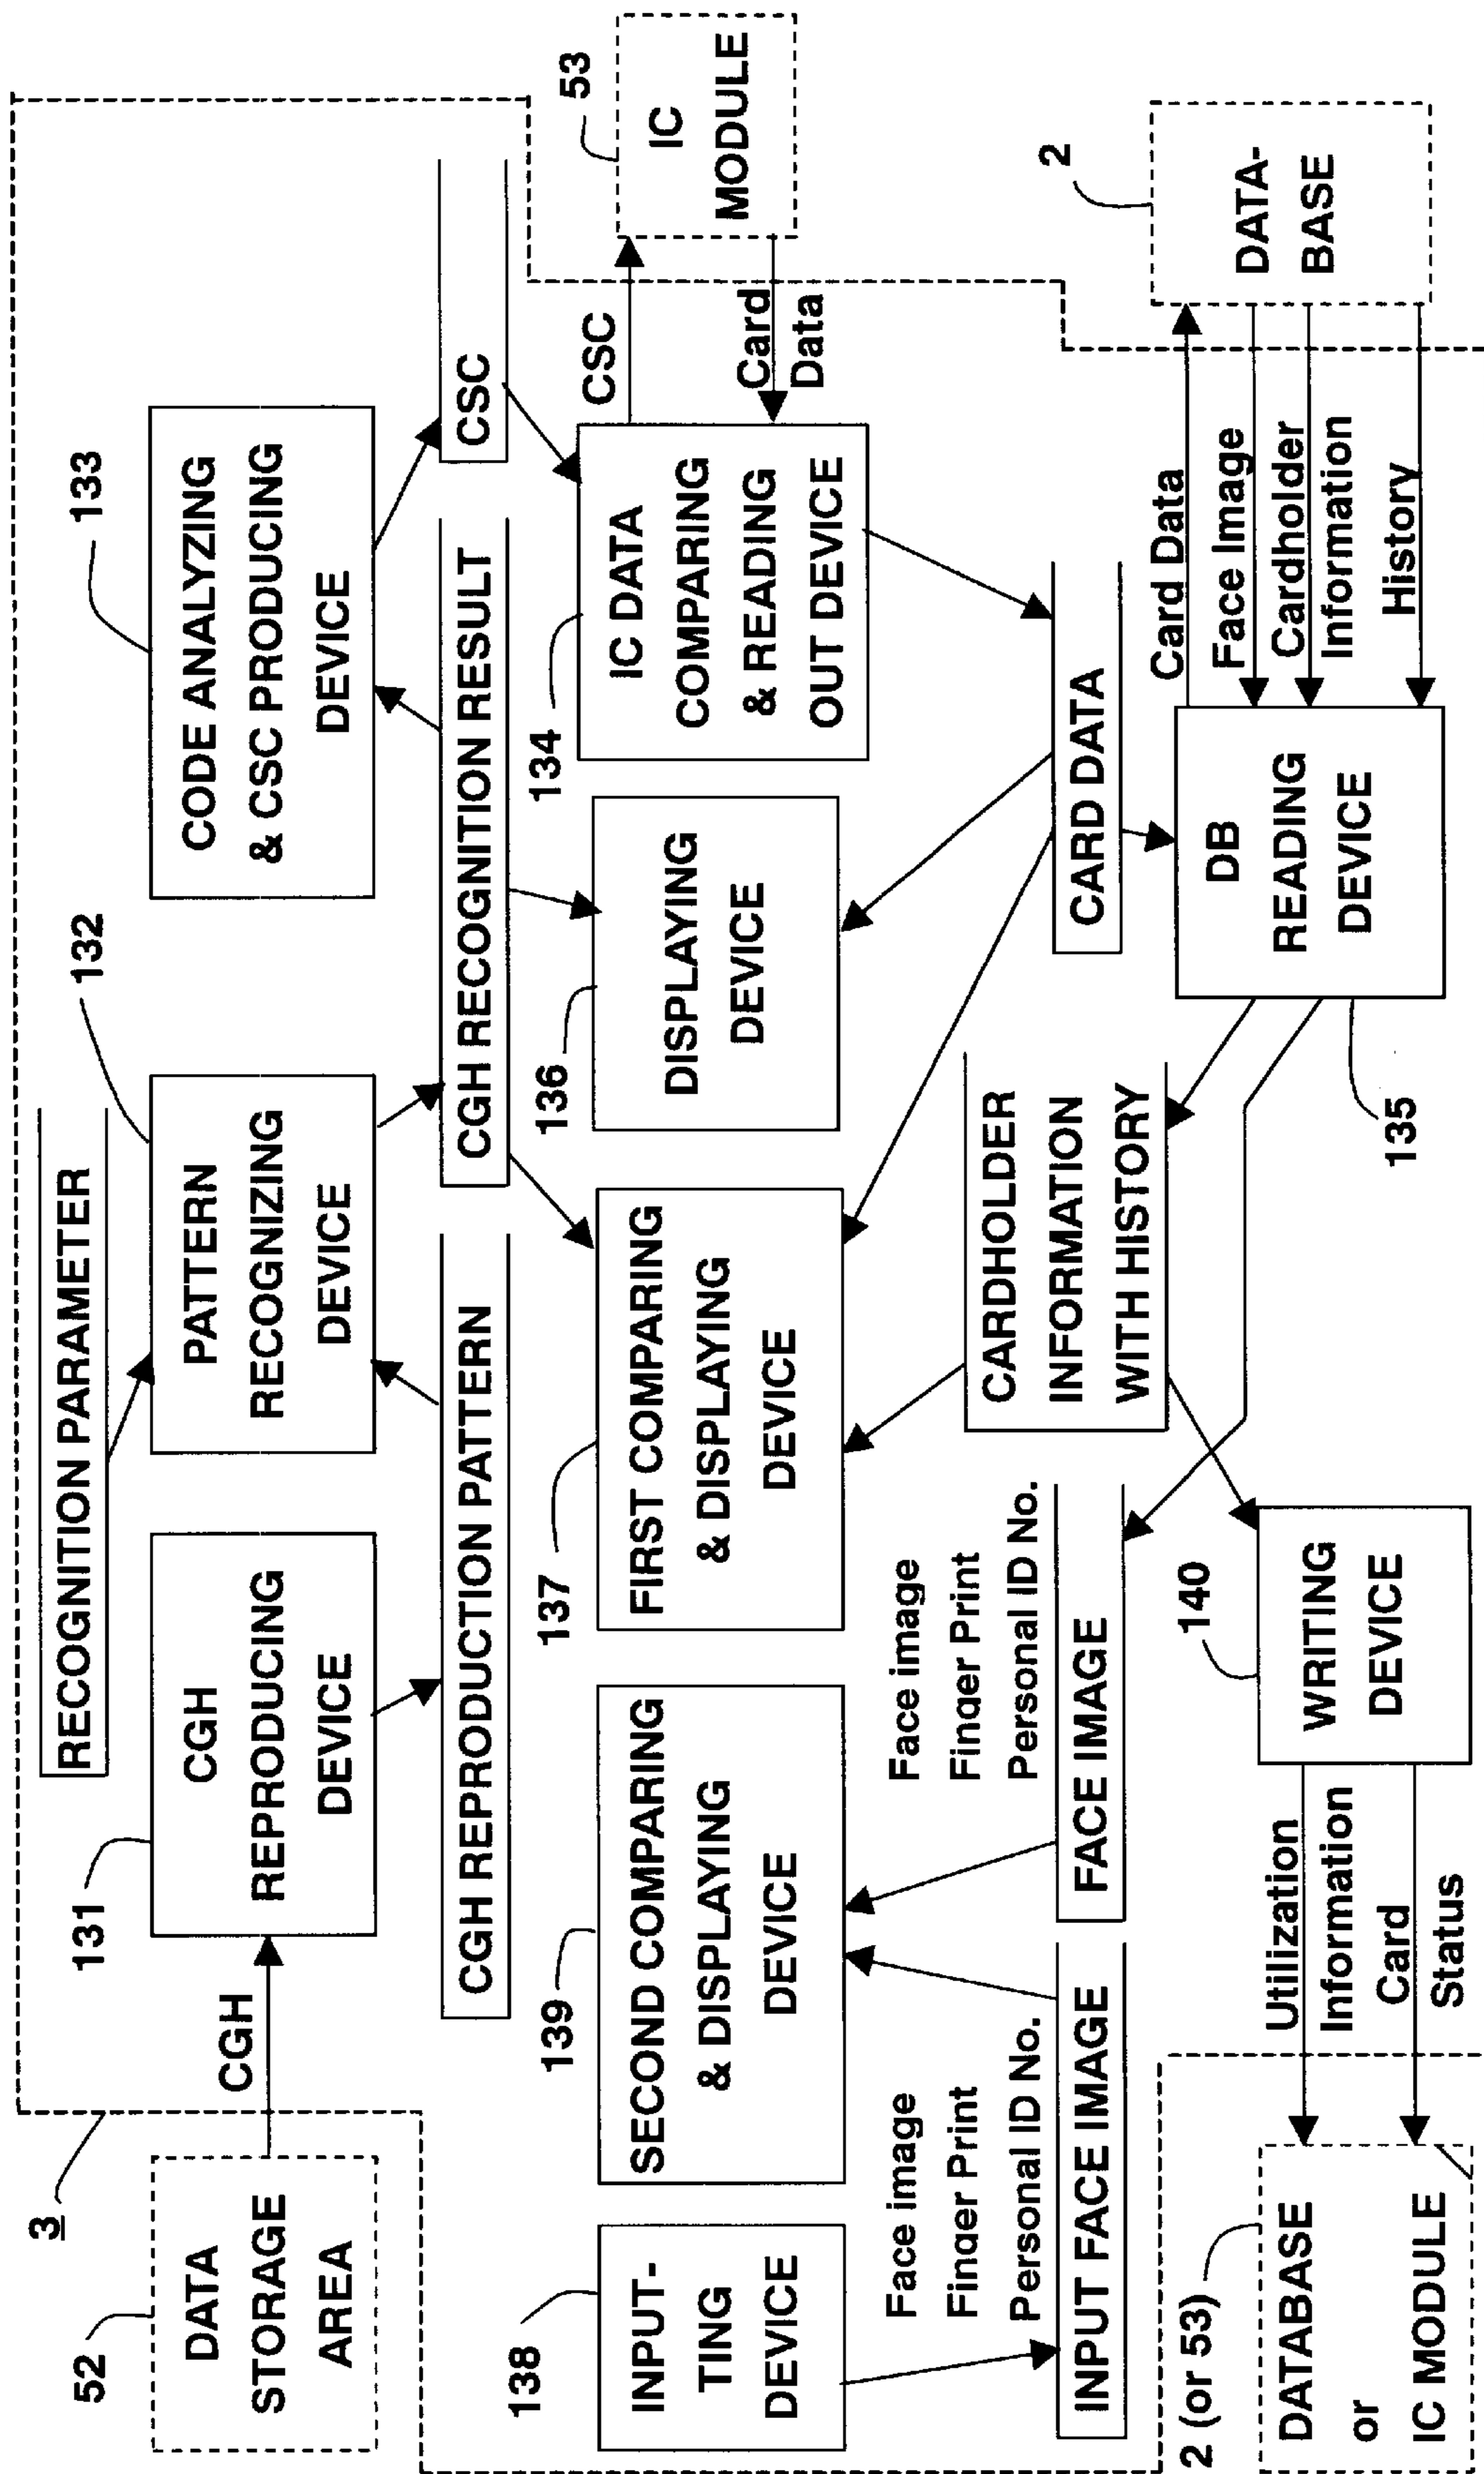 3
52
DATA
STORAGE
AREA
CGH
131
CGH
REPRODUCING
DEVICE
RECOGNITION PARAMETER
132
PATTERN
RECOGNIZING
DEVICE
133
CODE ANALYZING
& CSC PRODUCING
DEVICE
CGH REPRODUCTION PATTERN
CGH RECOGNITION RESULT
CSC
138
INPUT-
TING
DEVICE
139
SECOND COMPARING
& DISPLAYING
DEVICE
137
FIRST COMPARING
& DISPLAYING
DEVICE
136
DISPLAYING
DEVICE
134
IC DATA
COMPARING
& READING
OUT DEVICE
CSC
Card
Data
53
IC
MODULE
Face image
Finger Print
Personal ID No.
INPUT FACE IMAGE
Face image
Finger Print
Personal ID No.
FACE IMAGE
CARDHOLDER
INFORMATION
WITH HISTORY
CARD DATA
2 (or 53)
DATABASE
or
IC MODULE
Utilization
Information
Card
Status
140
WRITING
DEVICE
135
DB
READING
DEVICE
Card Data
Face Image
Cardholder
Information
History
2
DATA-
BASE